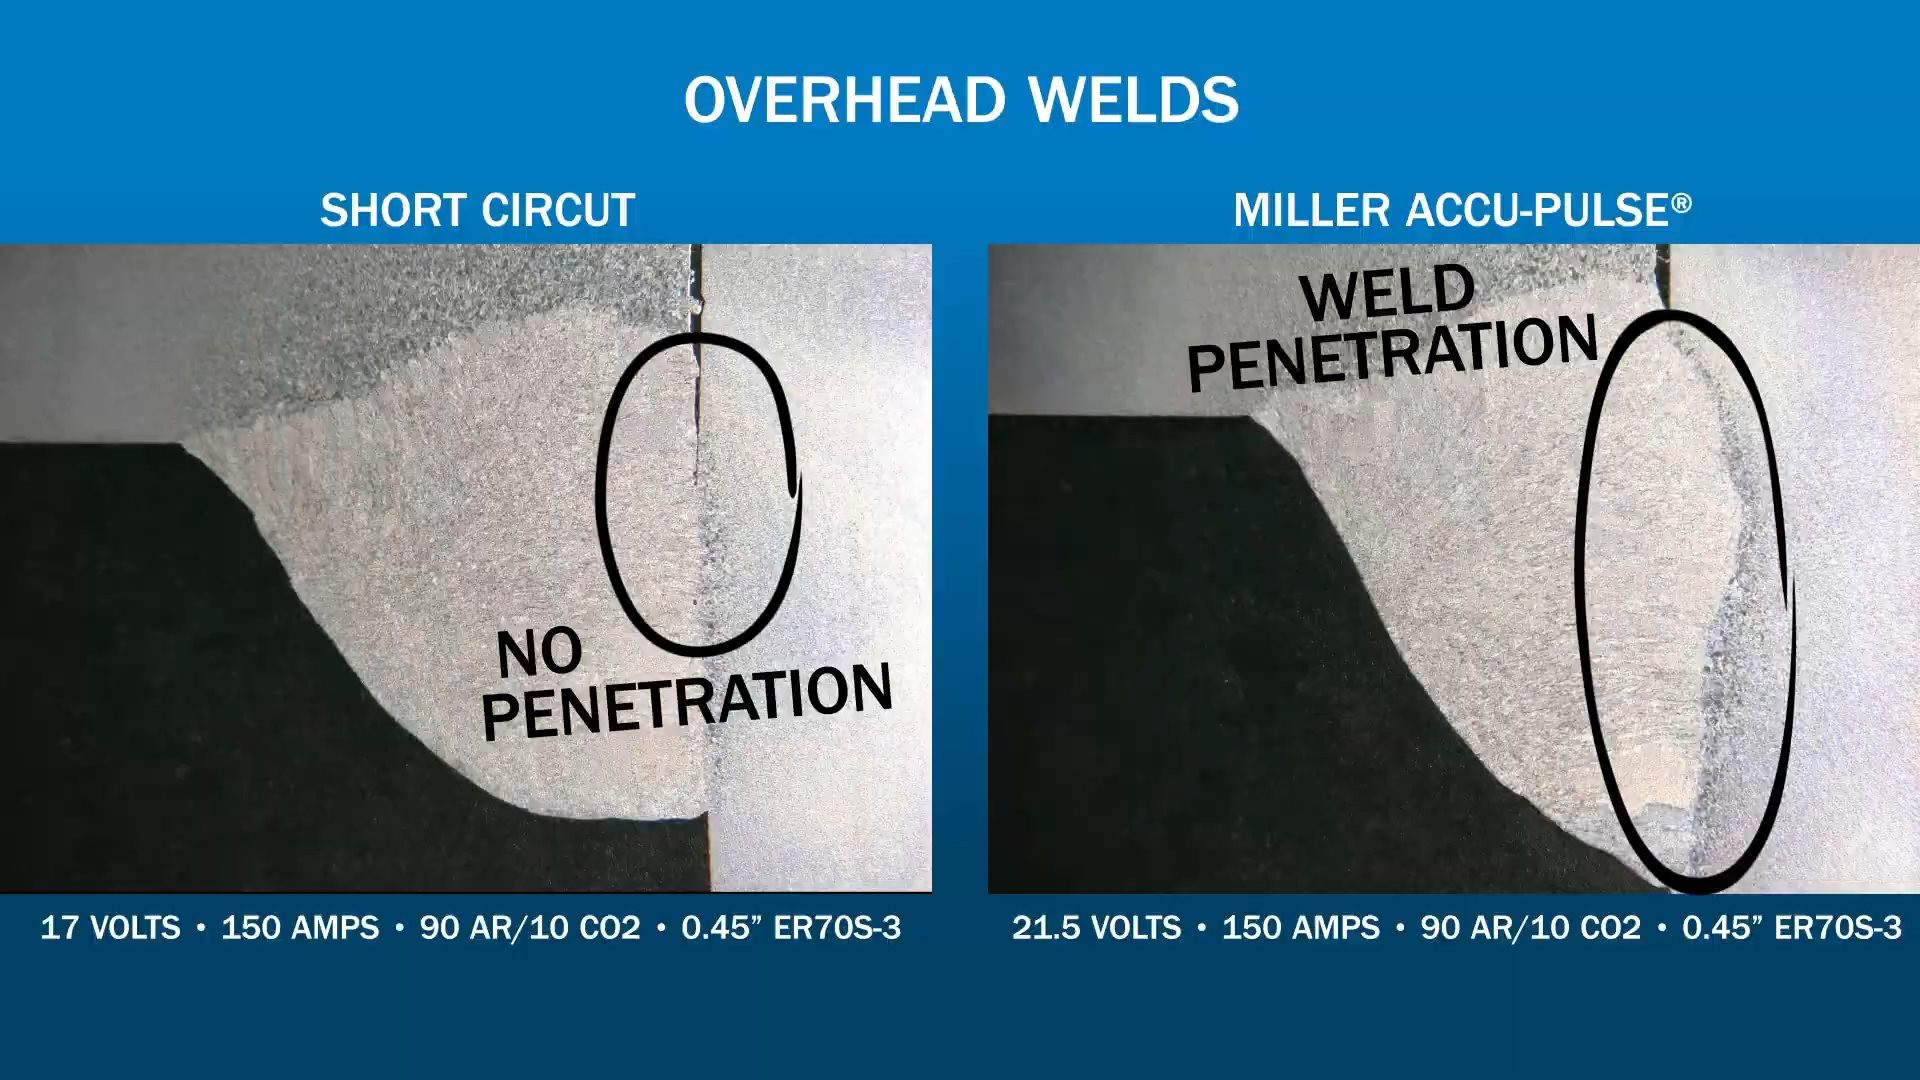 OVERHEAD WELDS
SHORT CIRCUT
NO
PENETRATION
17 VOLTS • 150 AMPS • 90 AR/10 CO2 • 0.45” ER70S-3
MILLER ACCU-PULSE®
WELD
PENETRATION
21.5 VOLTS • 150 AMPS • 90 AR/10 CO2 • 0.45” ER70S-3